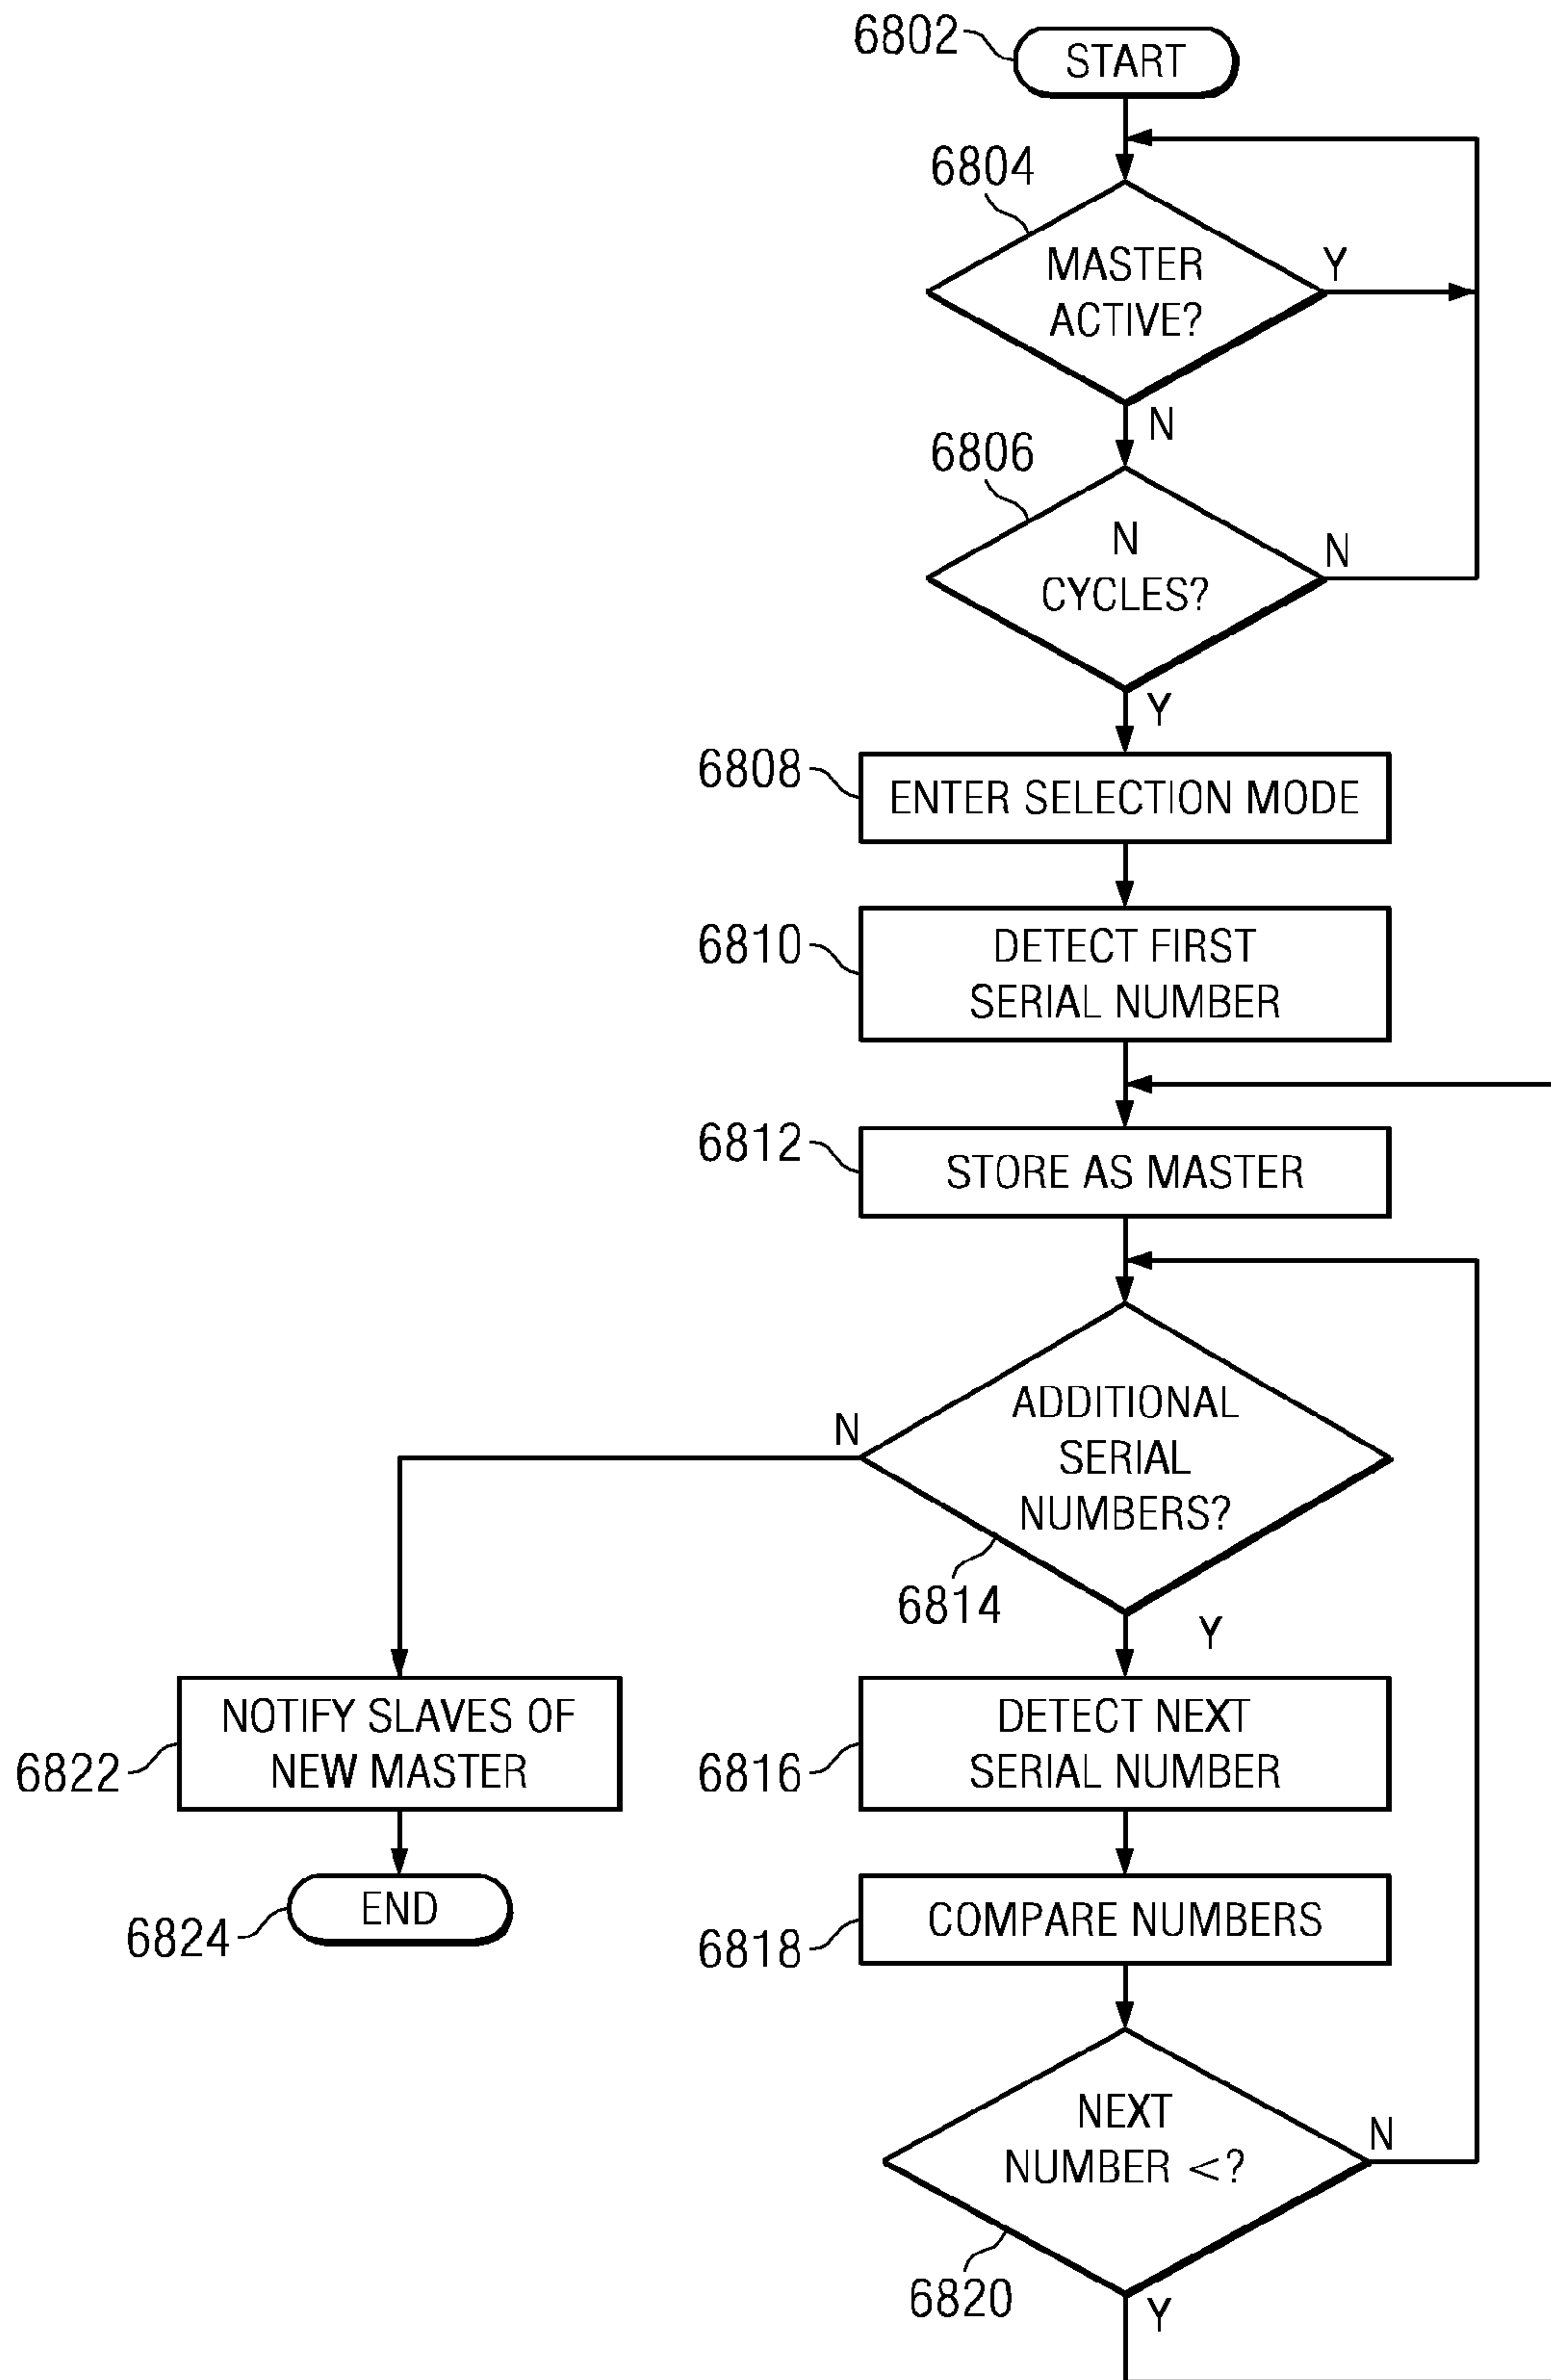 6802
START
6804
MASTER
ACTIVE?
Y
N
6806
N
CYCLES?
N
Y
6808
ENTER SELECTION MODE
6810
DETECT FIRST
SERIAL NUMBER
6812
STORE AS MASTER
ADDITIONAL
SERIAL
NUMBERS?
N
6814
Y
NOTIFY SLAVES OF
NEW MASTER
6822
DETECT NEXT
SERIAL NUMBER
6816
END
6824
COMPARE NUMBERS
6818
NEXT
NUMBER <?
N
6820
Y